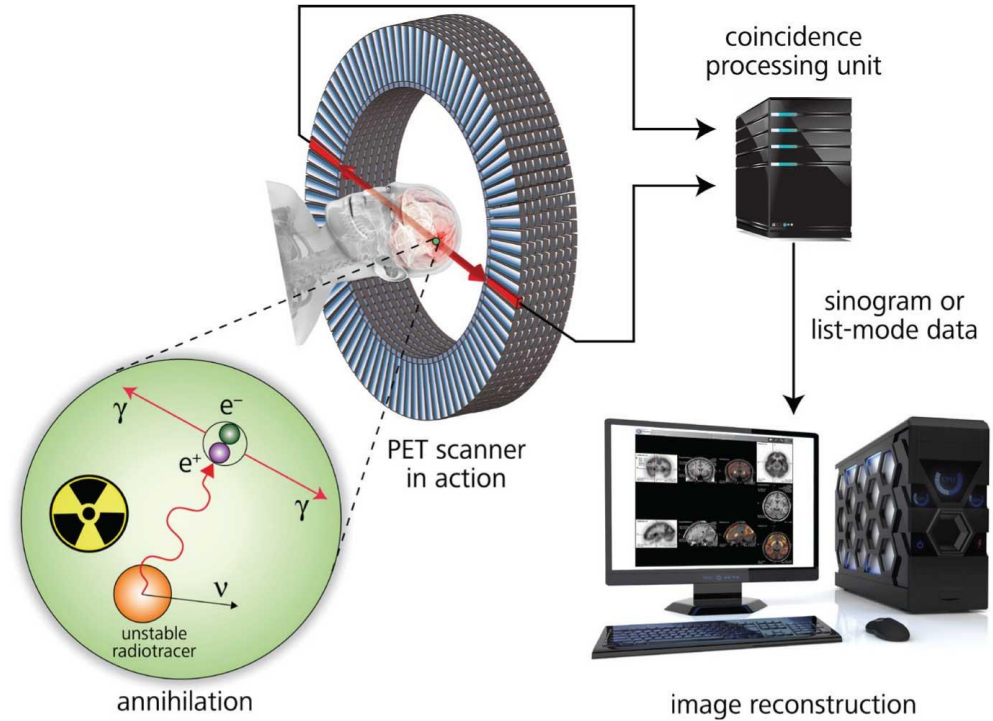 coincidence
processing unit
sinogram or
list-mode data
PET scanner
in action
γ
e⁻
e⁺
γ
ν
unstable
radiotracer
annihilation
image reconstruction